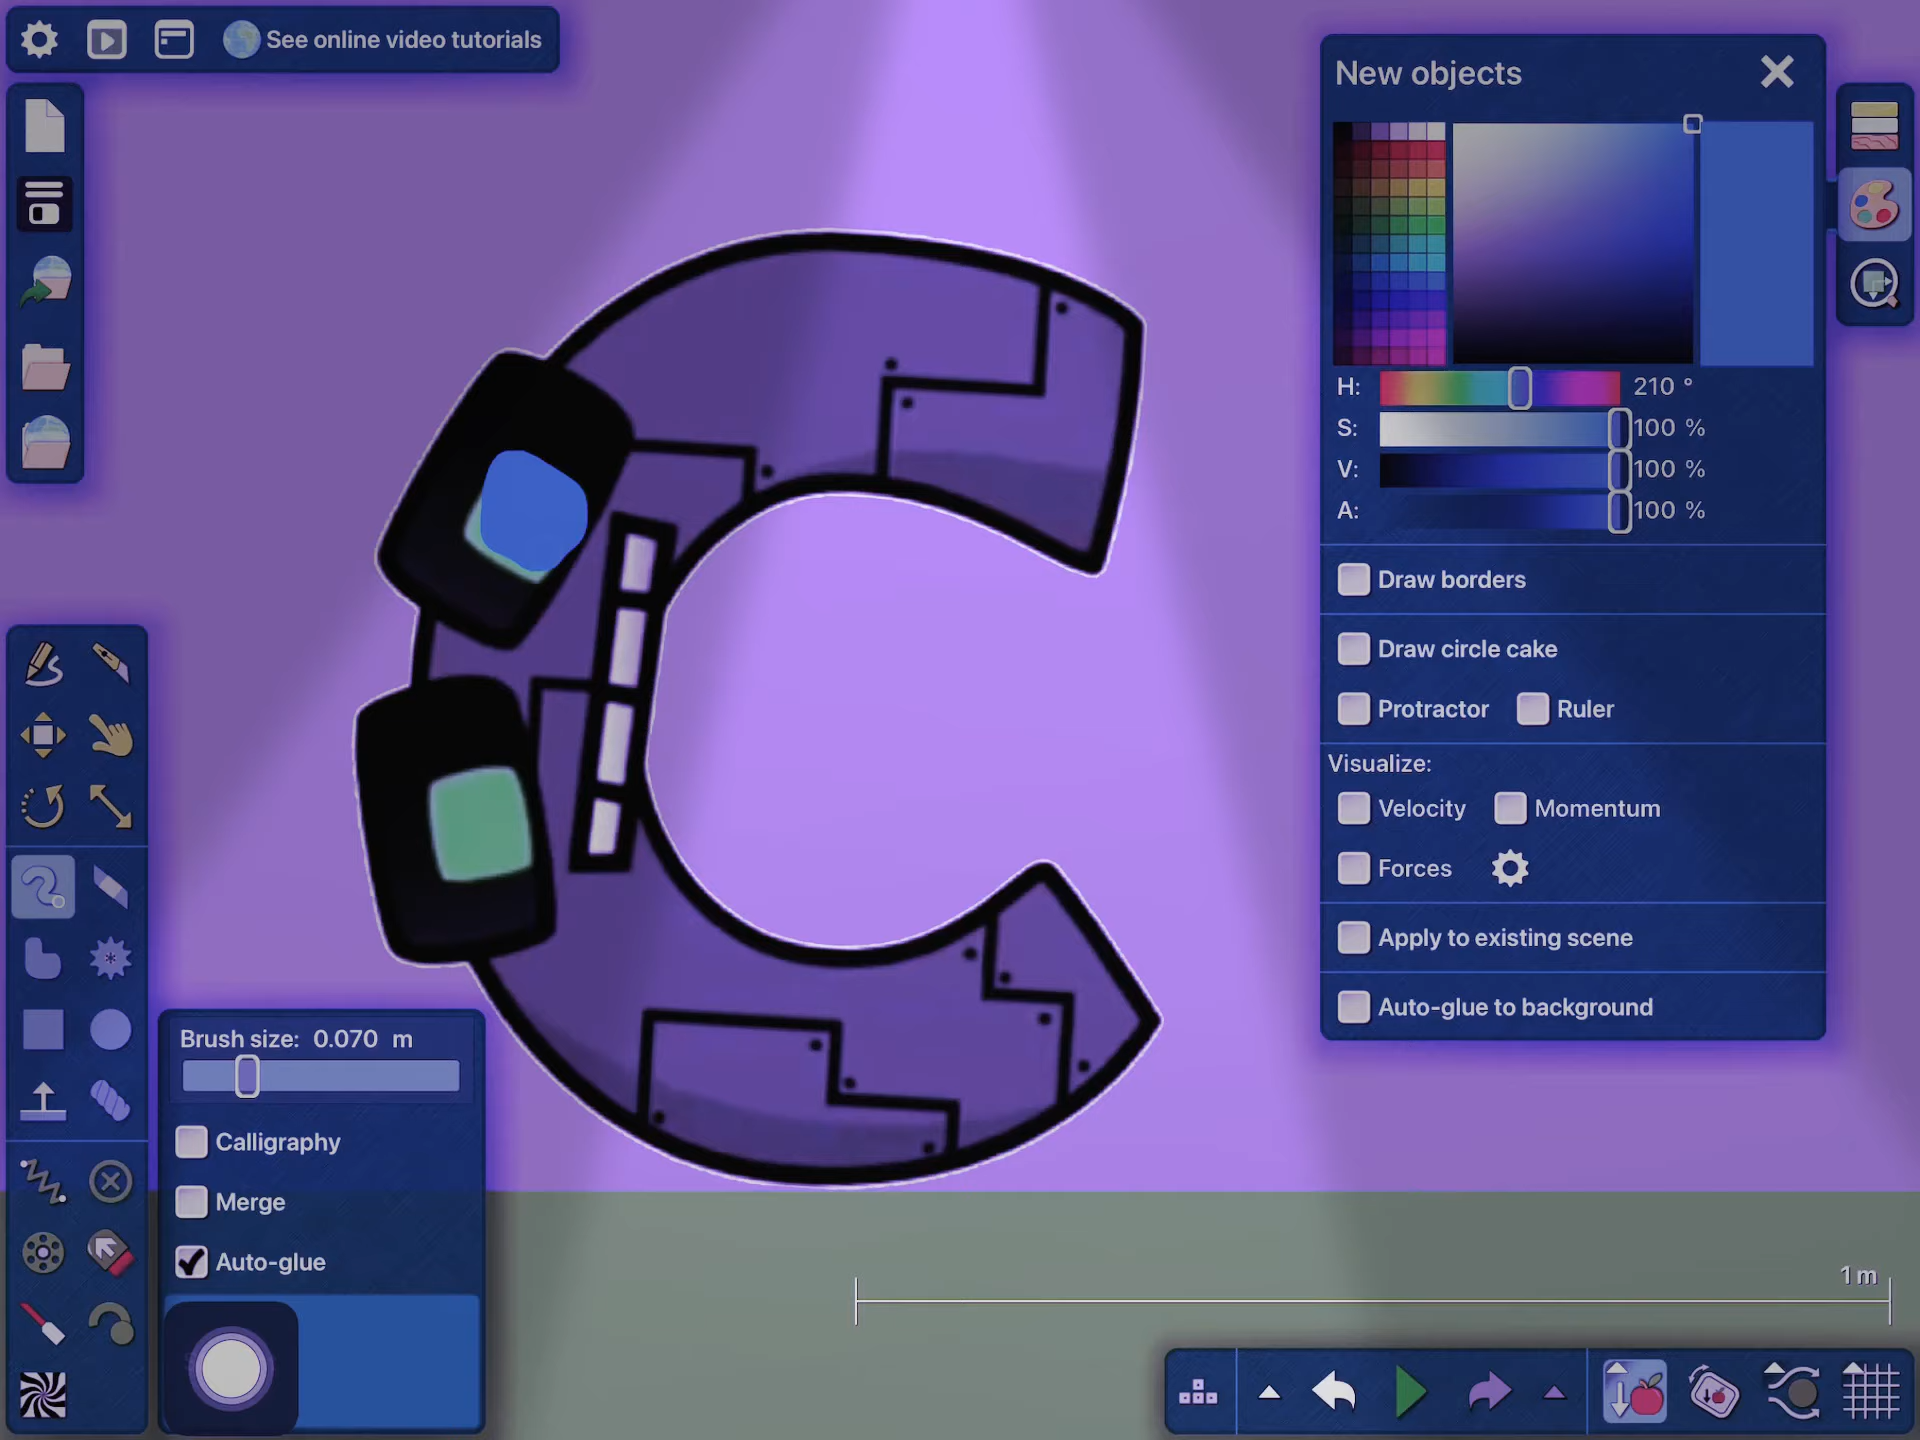 See online video tutorials
New objects
H: 210 °
S: 100 %
V: 100 %
A: 100 %
Draw borders
Draw circle cake
Protractor Ruler
Visualize:
Velocity Momentum
Forces
Apply to existing scene
Auto-glue to background
Brush size: 0.070 m
Calligraphy
Merge
Auto-glue
1 m